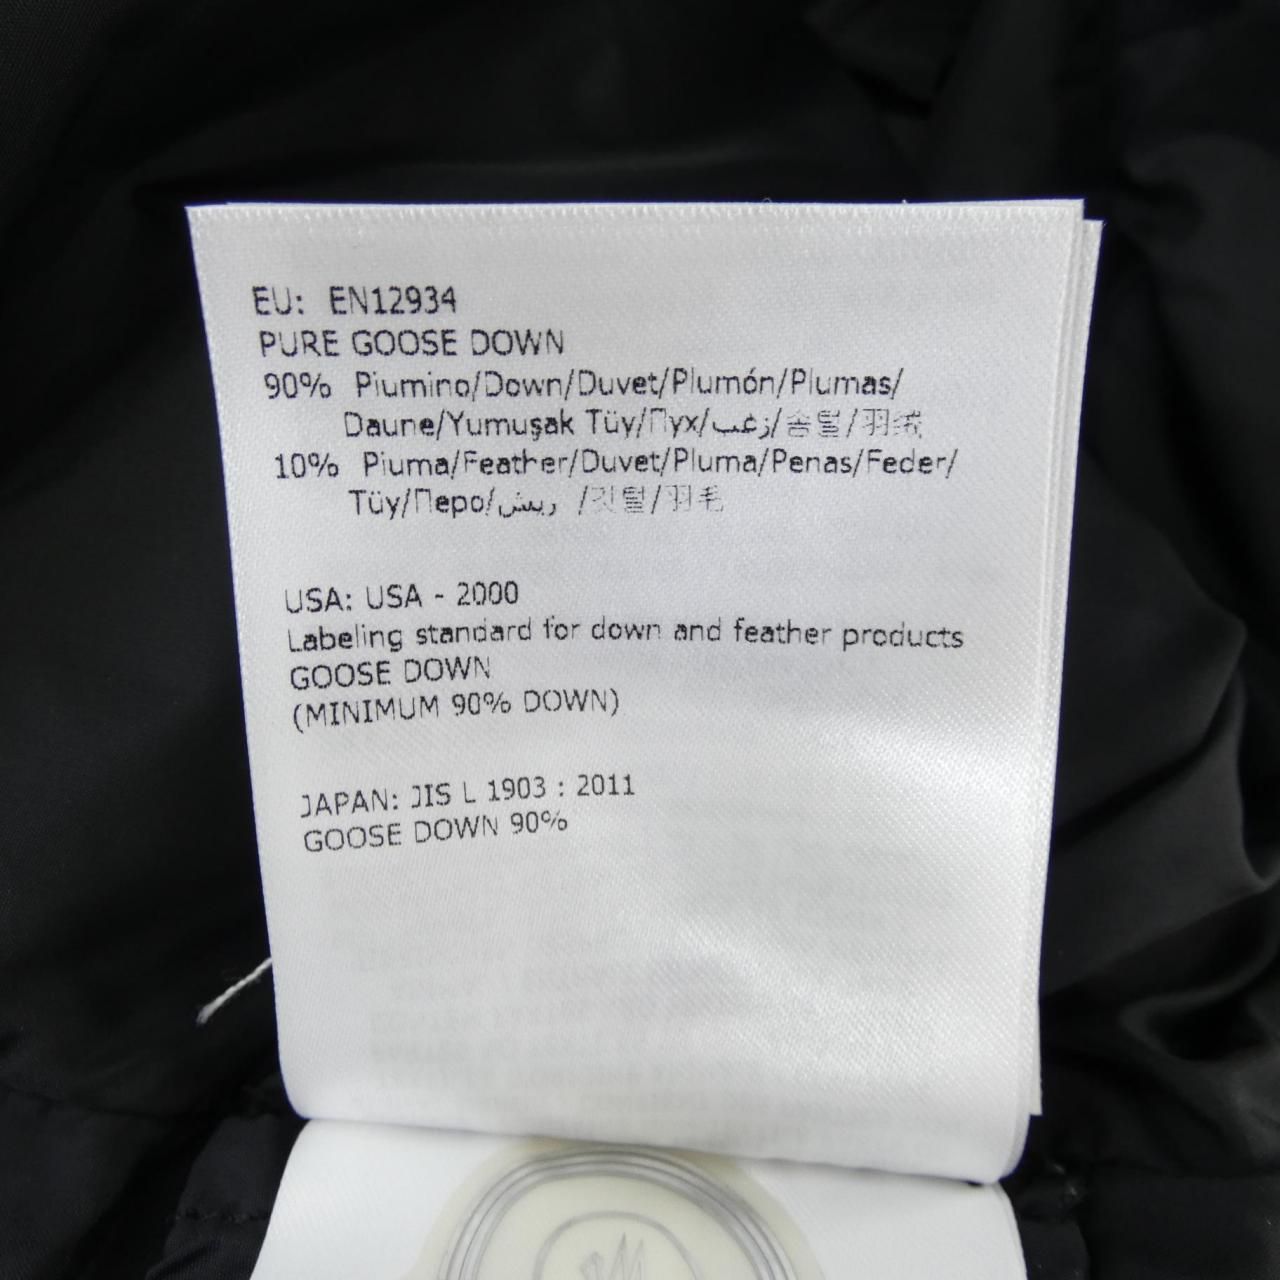 EU: EN12934
PURE GOOSE DOWN
90% Piumino/Down/Duvet/Plumón/Plumas/
Daune/Yumuşak Tüy/Пух/زغب/솜털/羽绒
10% Piuma/Feather/Duvet/Pluma/Penas/Feder/
Tüy/Перо/ريش /깃털/羽毛
USA: USA - 2000
Labeling standard for down and feather products
GOOSE DOWN
(MINIMUM 90% DOWN)
JAPAN: JIS L 1903 : 2011
GOOSE DOWN 90%